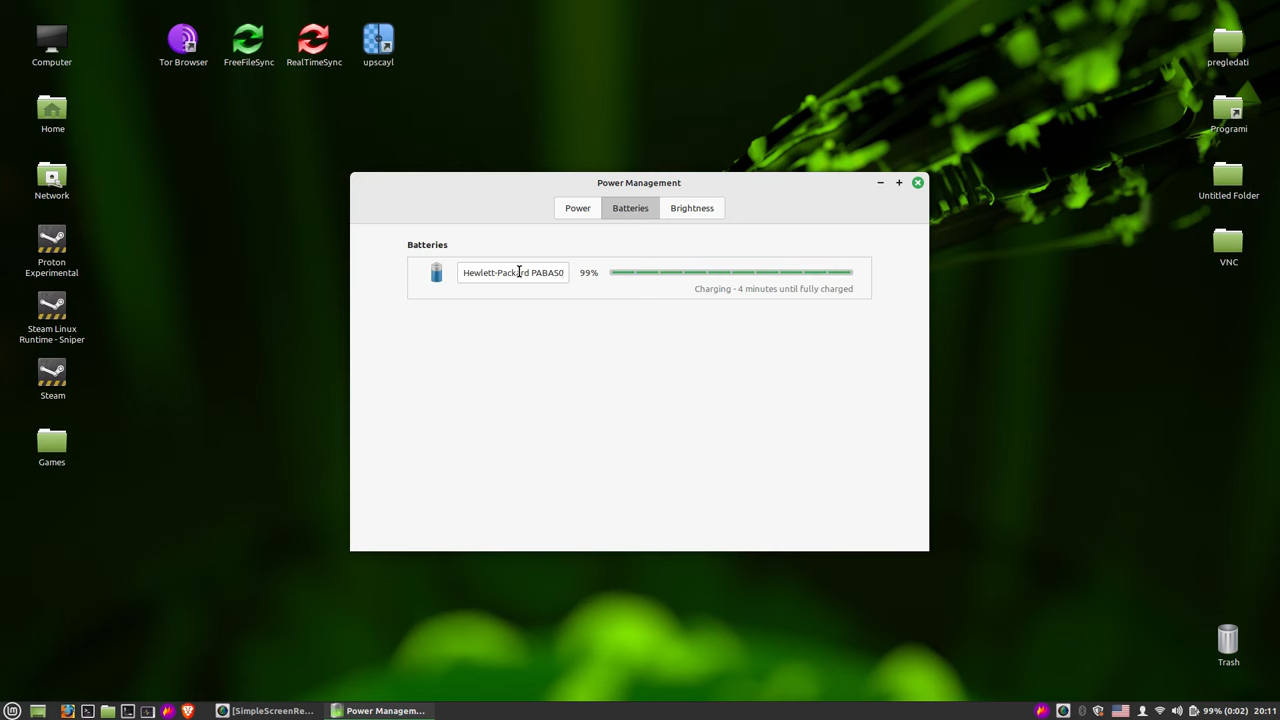 Computer
Tor Browser
FreeFileSync
RealTimeSync
upscayl
pregledati
Home
Programi
Network
Untitled Folder
Proton
Experimental
VNC
Steam Linux
Runtime - Sniper
Steam
Games
Trash
Power Management
Power
Batteries
Brightness
Batteries
Hewlett-Packard PABAS0
99%
Charging - 4 minutes until fully charged
[SimpleScreenRe...
Power Managem...
99% (0:02)
20:11